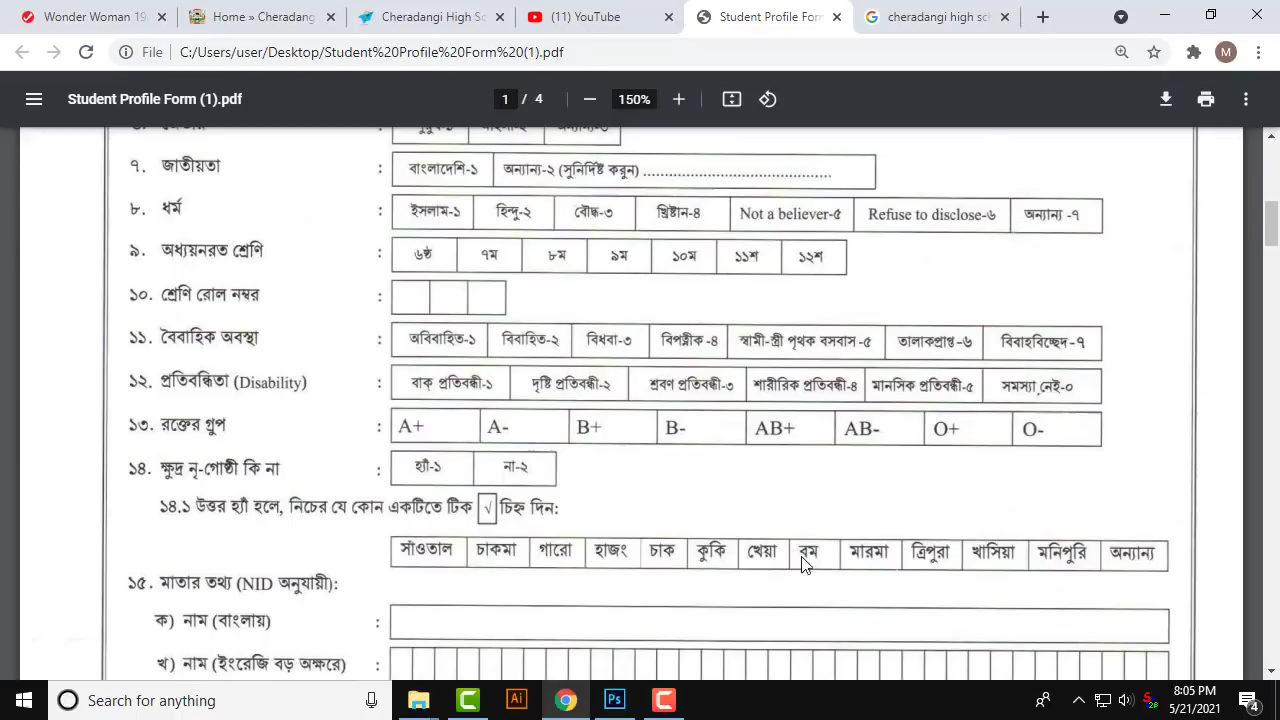 Wonder Woman 19
Home » Cheradang
Cheradangi High Sc
(11) YouTube
Student Profile Form
cheradangi high sch
File C:/Users/user/Desktop/Student%20Profile%20Form%20(1).pdf
M
Student Profile Form (1).pdf
1 / 4
150%
৭. জাতীয়তা : বাংলাদেশি-১ অন্যান্য-২ (সুনির্দিষ্ট করুন) ..........................................
৮. ধর্ম : ইসলাম-১ হিন্দু-২ বৌদ্ধ-৩ খ্রিষ্টান-৪ Not a believer-৫ Refuse to disclose-৬ অন্যান্য -৭
৯. অধ্যয়নরত শ্রেণি : ৬ষ্ঠ ৭ম ৮ম ৯ম ১০ম ১১শ ১২শ
১০. শ্রেণি রোল নম্বর :
১১. বৈবাহিক অবস্থা : অবিবাহিত-১ বিবাহিত-২ বিধবা-৩ বিপত্নীক -৪ স্বামী-স্ত্রী পৃথক বসবাস -৫ তালাকপ্রাপ্ত-৬ বিবাহবিচ্ছেদ-৭
১২. প্রতিবন্ধিতা (Disability) : বাক্ প্রতিবন্ধী-১ দৃষ্টি প্রতিবন্ধী-২ শ্রবণ প্রতিবন্ধী-৩ শারীরিক প্রতিবন্ধী-৪ মানসিক প্রতিবন্ধী-৫ সমস্যা নেই-০
১৩. রক্তের গ্রুপ : A+ A- B+ B- AB+ AB- O+ O-
১৪. ক্ষুদ্র নৃ-গোষ্ঠী কি না : হ্যাঁ-১ না-২
১৪.১ উত্তর হ্যাঁ হলে, নিচের যে কোন একটিতে টিক √ চিহ্ন দিন:
সাঁওতাল চাকমা গারো হাজং চাক কুকি খেয়া বম মারমা ত্রিপুরা খাসিয়া মনিপুরি অন্যান্য
১৫. মাতার তথ্য (NID অনুযায়ী):
ক) নাম (বাংলায়) :
খ) নাম (ইংরেজি বড় অক্ষরে) :
Search for anything
Ai
Ps
8:05 PM
5/21/2021
4